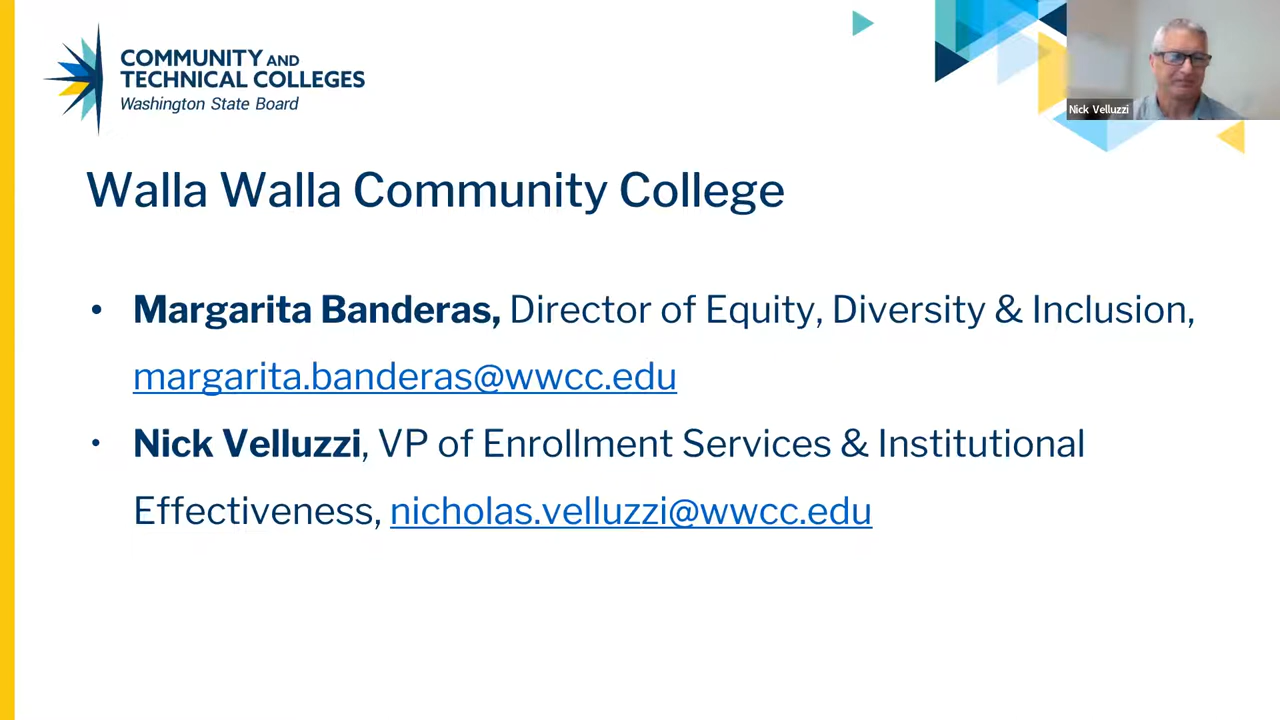 COMMUNITY AND
TECHNICAL COLLEGES
Washington State Board
Nick Velluzzi
Walla Walla Community College
• Margarita Banderas, Director of Equity, Diversity & Inclusion,
margarita.banderas@wwcc.edu
• Nick Velluzzi, VP of Enrollment Services & Institutional
Effectiveness, nicholas.velluzzi@wwcc.edu